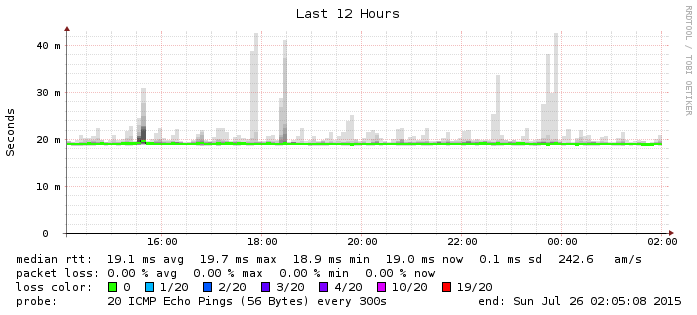 Last 12 Hours
RRDTOOL / TOBI OETIKER
Seconds
40 m
30 m
20 m
10 m
0
16:00 18:00 20:00 22:00 00:00 02:00
median rtt: 19.1 ms avg 19.7 ms max 18.9 ms min 19.0 ms now 0.1 ms sd 242.6 am/s
packet loss: 0.00 % avg 0.00 % max 0.00 % min 0.00 % now
loss color: 0 1/20 2/20 3/20 4/20 10/20 19/20
probe: 20 ICMP Echo Pings (56 Bytes) every 300s end: Sun Jul 26 02:05:08 2015